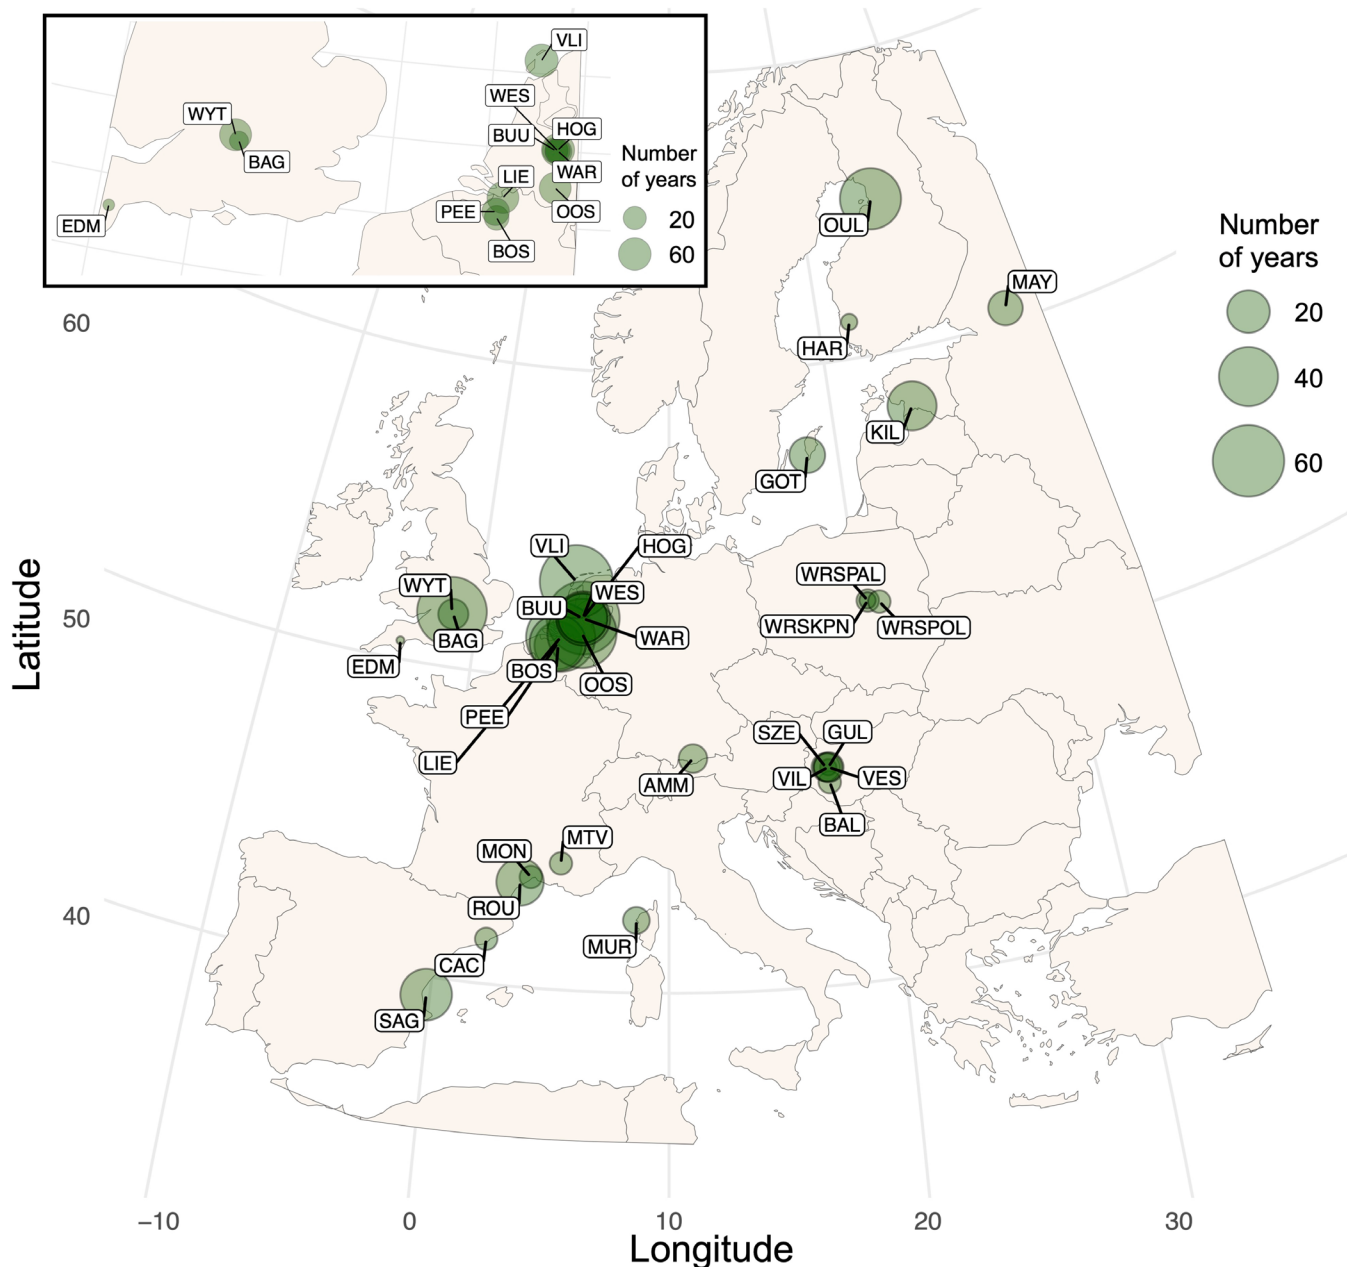 VLI
WES
WYT
HOG
BUU
BAG
Number
of years
WAR
LIE
20
PEE
OOS
EDM
BOS
60
OUL
Number
of years
MAY
20
60
HAR
40
KIL
60
GOT
VLI
HOG
WRSPAL
WYT
WES
BUU
50
WRSKPN
WRSPOL
WAR
BAG
EDM
BOS
OOS
PEE
SZE
GUL
LIE
VIL
VES
AMM
BAL
MTV
MON
ROU
40
MUR
CAC
SAG
Latitude
−10
0
10
20
30
Longitude